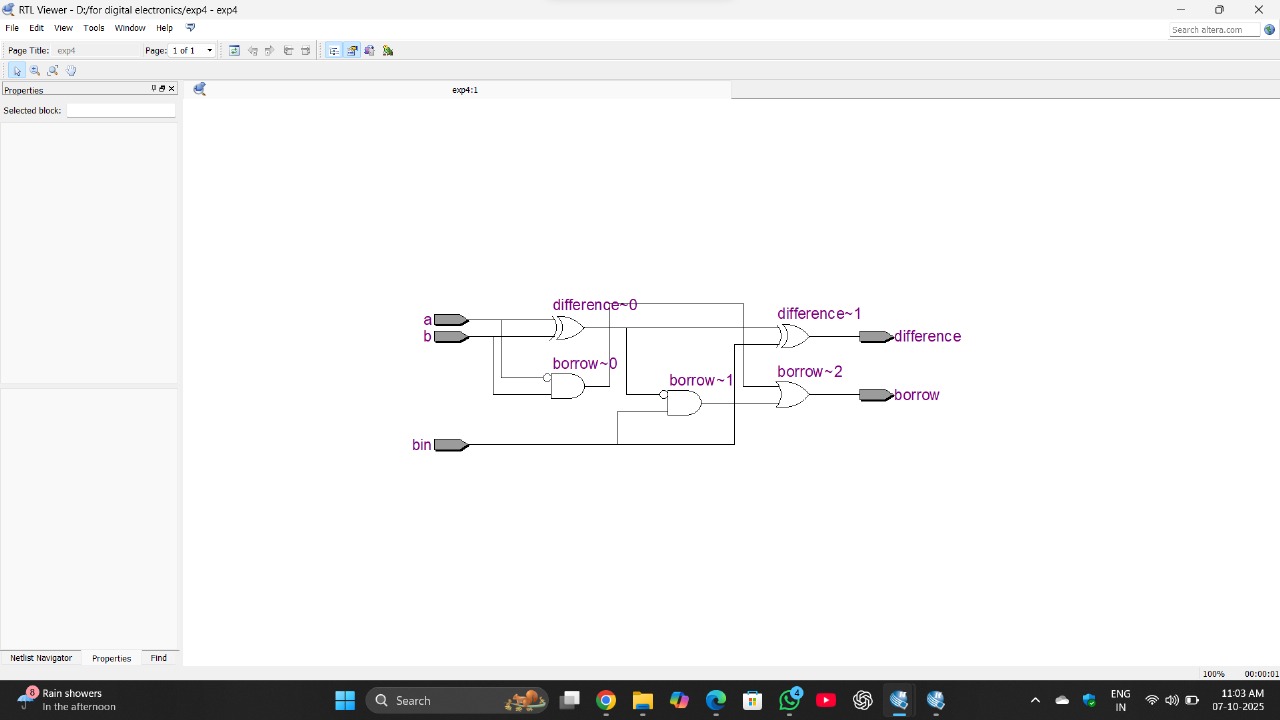 RTL Viewer - D:/for digital electronics/exp4 - exp4
File Edit View Tools Window Help
Search altera.com
Page Title: exp4 Page: 1 of 1
Properties
exp4:1
Selected block:
difference~0
difference~1
a
b
difference
borrow~0
borrow~1
borrow~2
borrow
bin
Netlist Navigator Properties Find
100% 00:00:01
8
Rain showers
In the afternoon
Search
4
ENG
IN
11:03 AM
07-10-2025